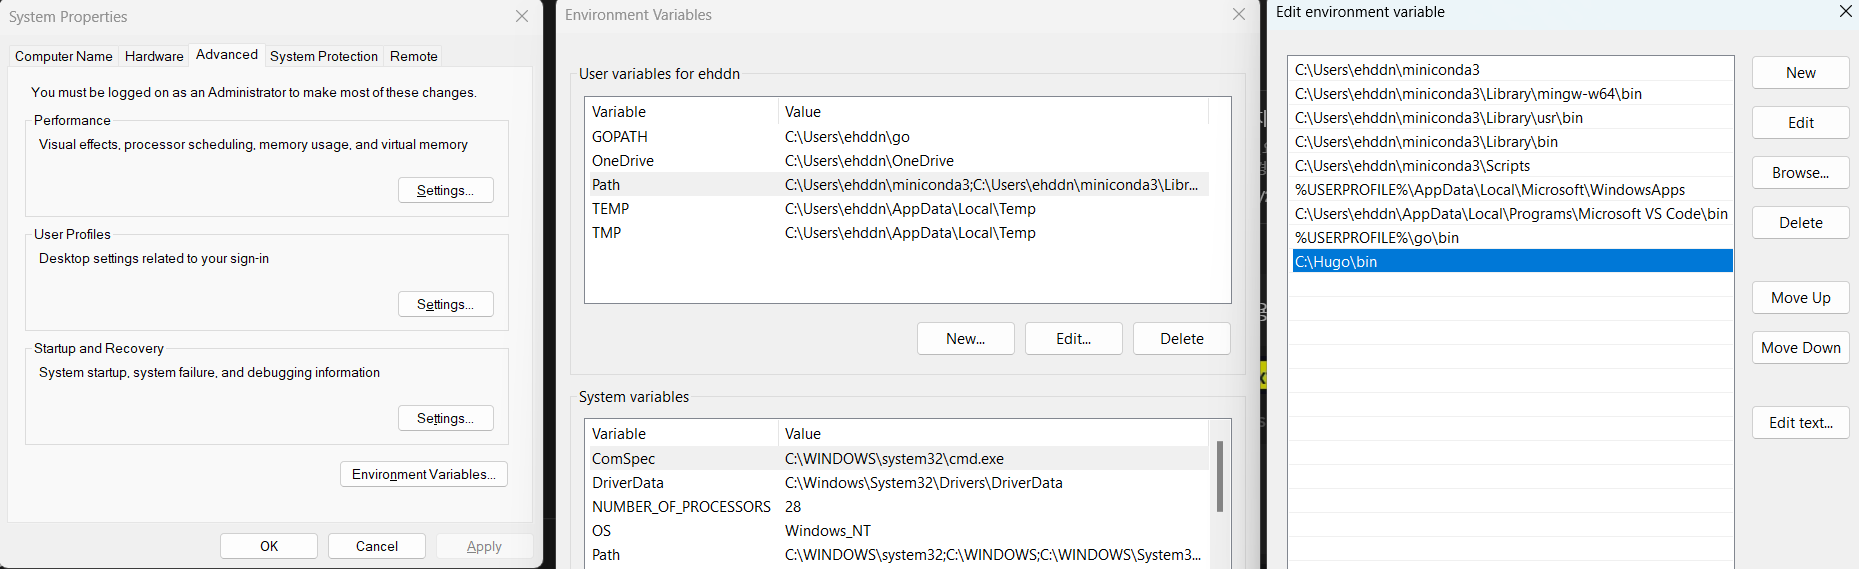 System Properties
Computer Name
Hardware
Advanced
System Protection
Remote
You must be logged on as an Administrator to make most of these changes.
Performance
Visual effects, processor scheduling, memory usage, and virtual memory
Settings...
User Profiles
Desktop settings related to your sign-in
Settings...
Startup and Recovery
System startup, system failure, and debugging information
Settings...
Environment Variables...
OK
Cancel
Apply
Environment Variables
User variables for ehddn
Variable Value
GOPATH C:\Users\ehddn\go
OneDrive C:\Users\ehddn\OneDrive
Path C:\Users\ehddn\miniconda3;C:\Users\ehddn\miniconda3\Libr...
TEMP C:\Users\ehddn\AppData\Local\Temp
TMP C:\Users\ehddn\AppData\Local\Temp
New...
Edit...
Delete
System variables
Variable Value
ComSpec C:\WINDOWS\system32\cmd.exe
DriverData C:\Windows\System32\Drivers\DriverData
NUMBER_OF_PROCESSORS 28
OS Windows_NT
Path C:\WINDOWS\system32;C:\WINDOWS;C:\WINDOWS\System3...
Edit environment variable
C:\Users\ehddn\miniconda3
C:\Users\ehddn\miniconda3\Library\mingw-w64\bin
C:\Users\ehddn\miniconda3\Library\usr\bin
C:\Users\ehddn\miniconda3\Library\bin
C:\Users\ehddn\miniconda3\Scripts
%USERPROFILE%\AppData\Local\Microsoft\WindowsApps
C:\Users\ehddn\AppData\Local\Programs\Microsoft VS Code\bin
%USERPROFILE%\go\bin
C:\Hugo\bin
New
Edit
Browse...
Delete
Move Up
Move Down
Edit text...